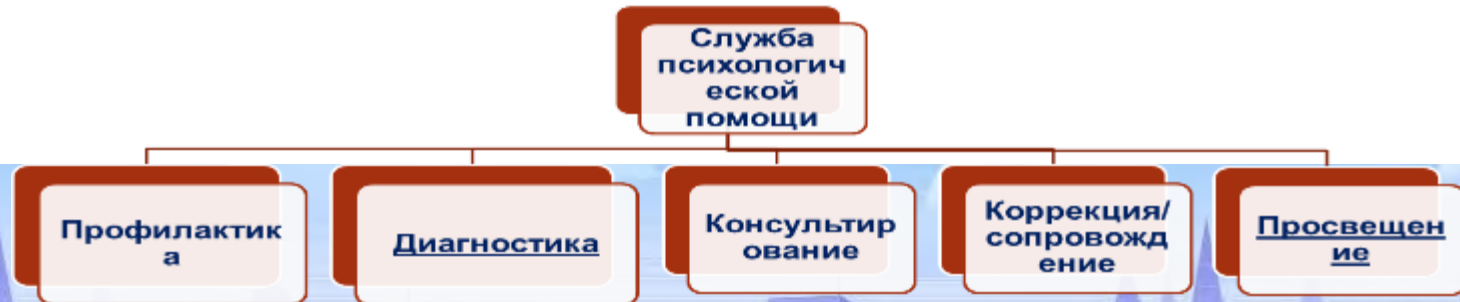 Служба
психологич
еской
помощи
Профилактик
а
Диагностика
Консультир
ование
Коррекция/
сопровожд
ение
Просвещен
ие